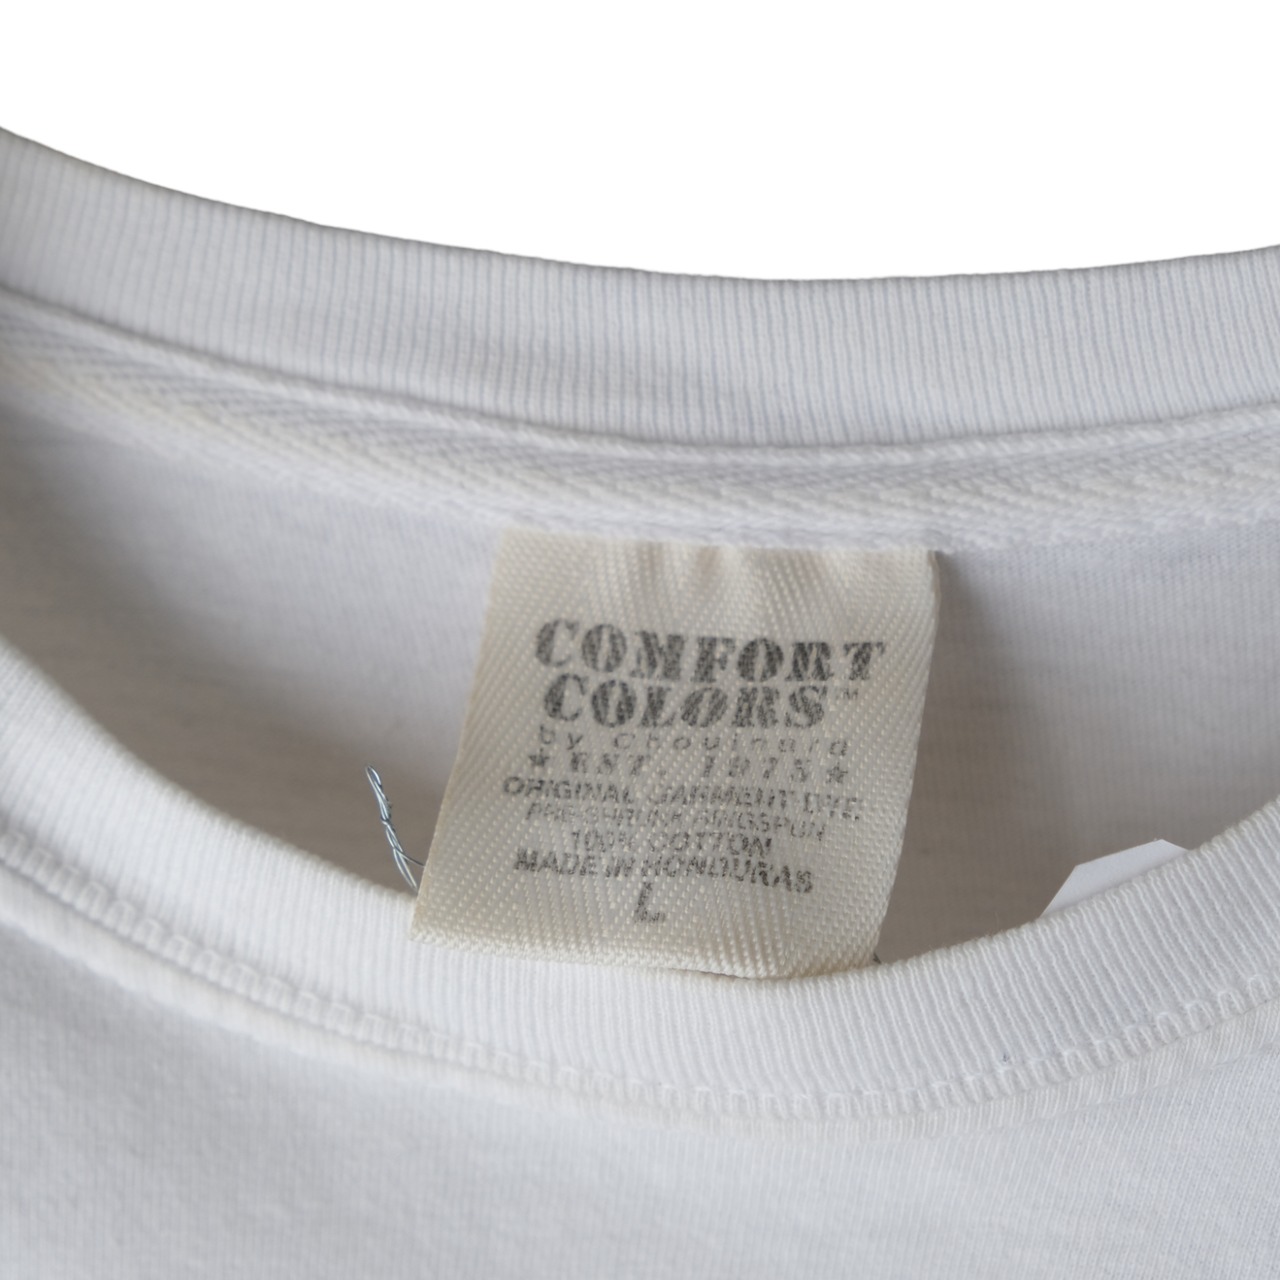 COMFORT
COLORS™
by Chouinard
★ EST. 1975 ★
ORIGINAL GARMENT DYE.
PRE-SHRUNK RINGSPUN
100% COTTON
MADE IN HONDURAS
L